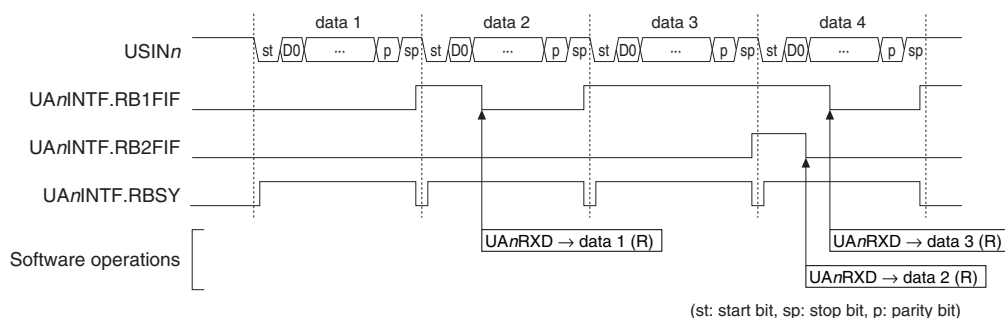 data 1 data 2 data 3 data 4
USINn st D0 ... p sp st D0 ... p sp st D0 ... p sp st D0 ... p sp
UAnINTF.RB1FIF
UAnINTF.RB2FIF
UAnINTF.RBSY
UAnRXD → data 1 (R) UAnRXD → data 3 (R)
Software operations
UAnRXD → data 2 (R)
(st: start bit, sp: stop bit, p: parity bit)